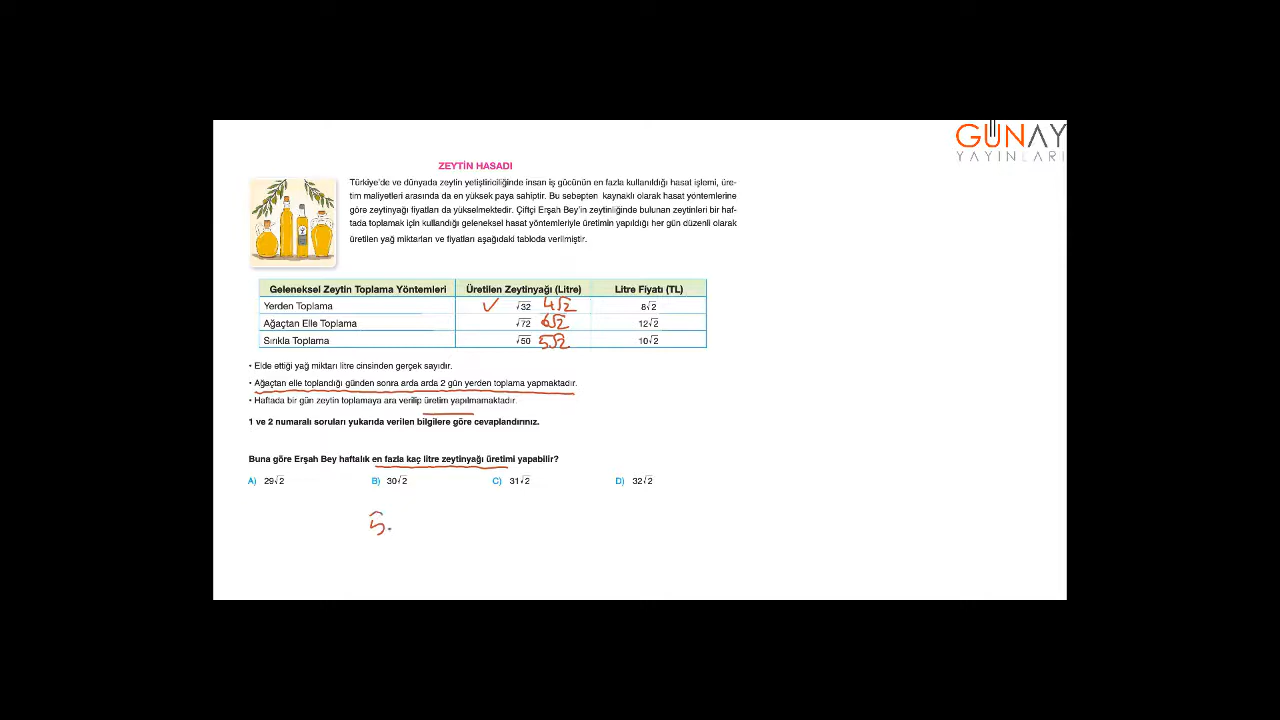 GÜNAY
YAYINLARI
ZEYTİN HASADI
Türkiye'de ve dünyada zeytin yetiştiriciliğinde insan iş gücünün en fazla kullanıldığı hasat işlemi, üre-
tim maliyetleri arasında da en yüksek paya sahiptir. Bu sebepten kaynaklı olarak hasat yöntemlerine
göre zeytinyağı fiyatları da yükselmektedir. Çiftçi Erşah Bey'in zeytinliğinde bulunan zeytinleri bir haf-
tada toplamak için kullandığı geleneksel hasat yöntemleriyle üretimin yapıldığı her gün düzenli olarak
üretilen yağ miktarları ve fiyatları aşağıdaki tabloda verilmiştir.
Geleneksel Zeytin Toplama Yöntemleri Üretilen Zeytinyağı (Litre) Litre Fiyatı (TL)
Yerden Toplama ✓ √32 4√2 8√2
Ağaçtan Elle Toplama √72 6√2 12√2
Sırıkla Toplama √50 5√2 10√2
• Elde ettiği yağ miktarı litre cinsinden gerçek sayıdır.
• Ağaçtan elle toplandığı günden sonra arda arda 2 gün yerden toplama yapmaktadır.
• Haftada bir gün zeytin toplamaya ara verilip üretim yapılmamaktadır.
1 ve 2 numaralı soruları yukarıda verilen bilgilere göre cevaplandırınız.
Buna göre Erşah Bey haftalık en fazla kaç litre zeytinyağı üretimi yapabilir?
A) 29√2 B) 30√2 C) 31√2 D) 32√2
5.